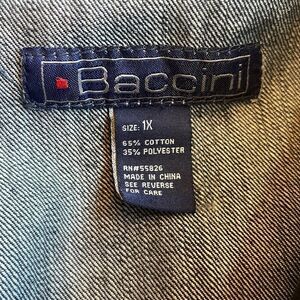 Baccini
SIZE: 1X
65% COTTON
35% POLYESTER
RN#55826
MADE IN CHINA
SEE REVERSE
FOR CARE